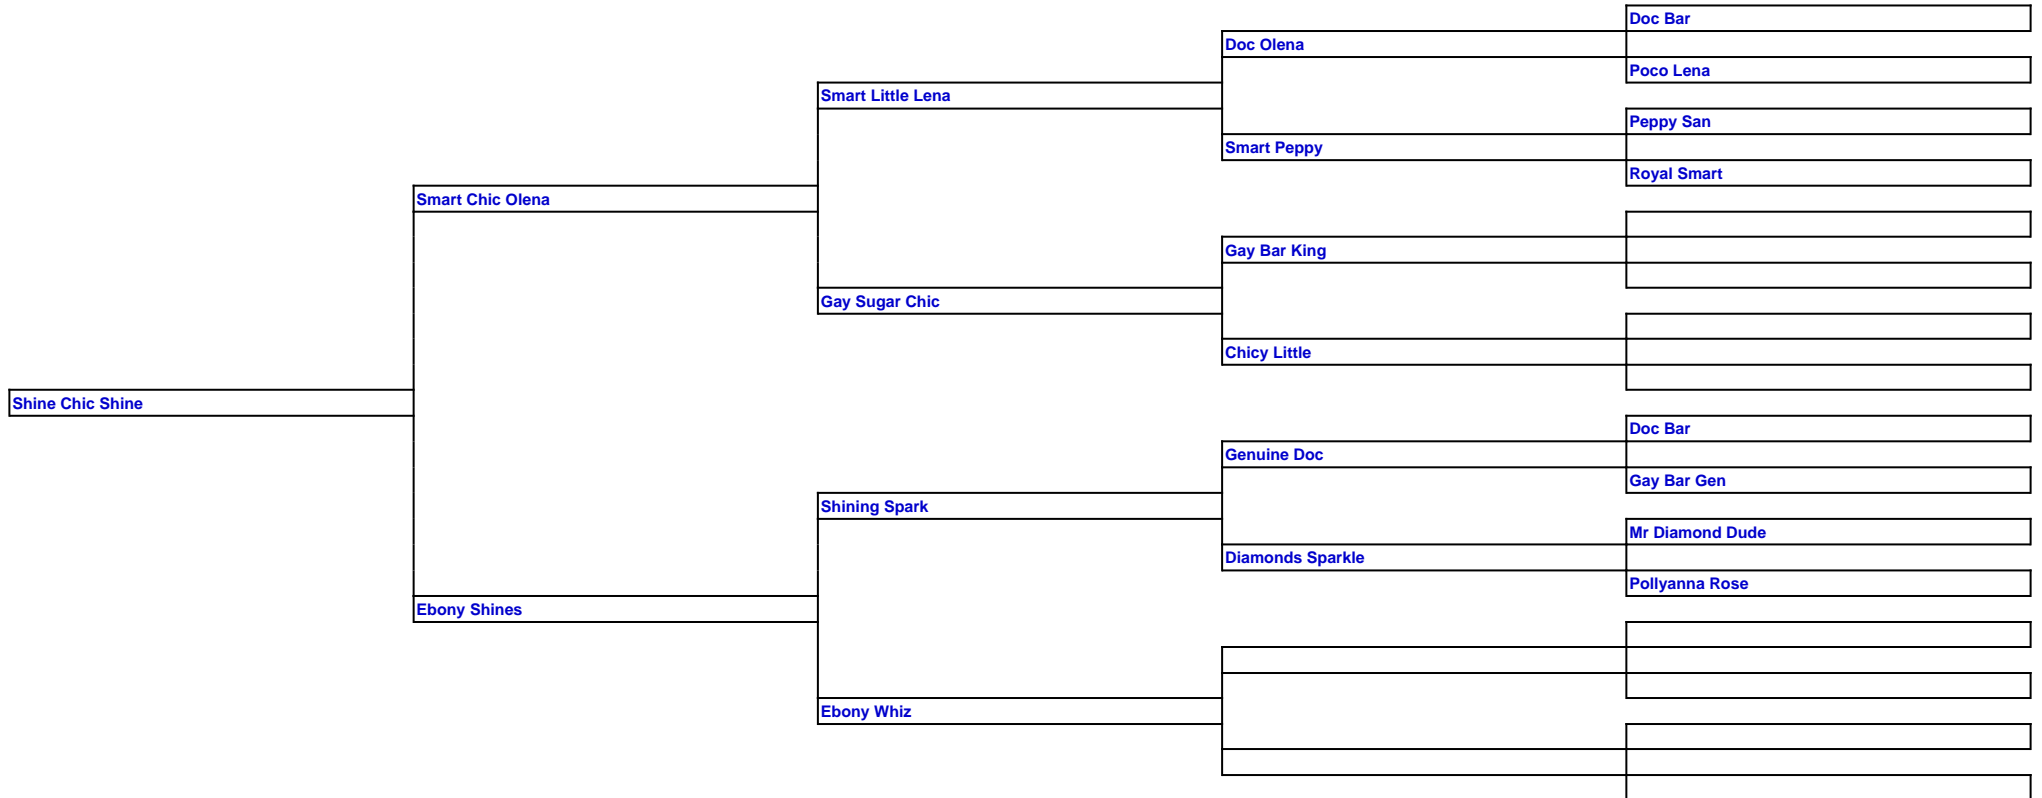 Doc Bar
Doc Olena
Poco Lena
Smart Little Lena
Peppy San
Smart Peppy
Royal Smart
Smart Chic Olena
Gay Bar King
Gay Sugar Chic
Chicy Little
Shine Chic Shine
Doc Bar
Genuine Doc
Gay Bar Gen
Shining Spark
Mr Diamond Dude
Diamonds Sparkle
Pollyanna Rose
Ebony Shines
Ebony Whiz